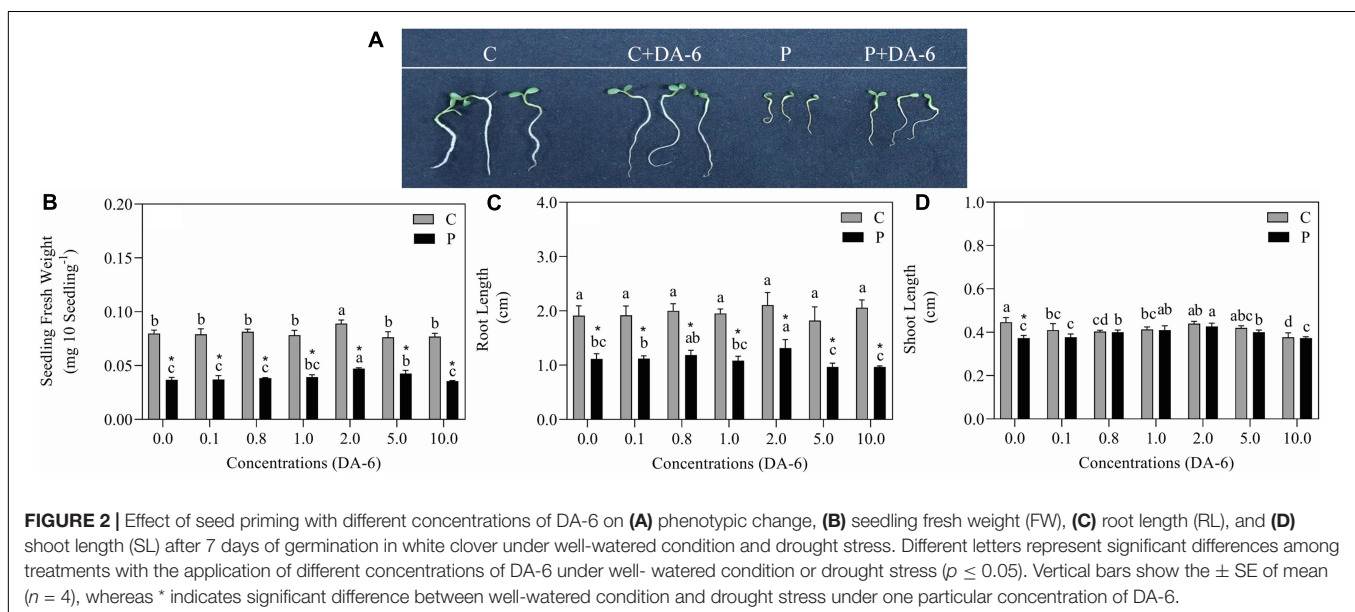 A
C C+DA-6 P P+DA-6
B
Seedling Fresh Weight
(mg 10 Seedling-1)
0.20
0.15
0.10
0.05
0.00
C
P
b b b b a b b
* * * * * * *
c c c bc a b c
0.0 0.1 0.8 1.0 2.0 5.0 10.0
Concentrations (DA-6)
C
Root Length
(cm)
4.0
3.0
2.0
1.0
0.0
C
P
a a a a a a a
* * * * * * *
bc b ab bc a c c
0.0 0.1 0.8 1.0 2.0 5.0 10.0
Concentrations (DA-6)
D
Shoot Length
(cm)
1.0
0.8
0.6
0.4
0.2
0.0
C
P
a * c bc c cd b bc ab a a abc b d c
0.0 0.1 0.8 1.0 2.0 5.0 10.0
Concentrations (DA-6)
FIGURE 2 | Effect of seed priming with different concentrations of DA-6 on (A) phenotypic change, (B) seedling fresh weight (FW), (C) root length (RL), and (D)
shoot length (SL) after 7 days of germination in white clover under well-watered condition and drought stress. Different letters represent significant differences among
treatments with the application of different concentrations of DA-6 under well- watered condition or drought stress (p ≤ 0.05). Vertical bars show the ± SE of mean
(n = 4), whereas * indicates significant difference between well-watered condition and drought stress under one particular concentration of DA-6.